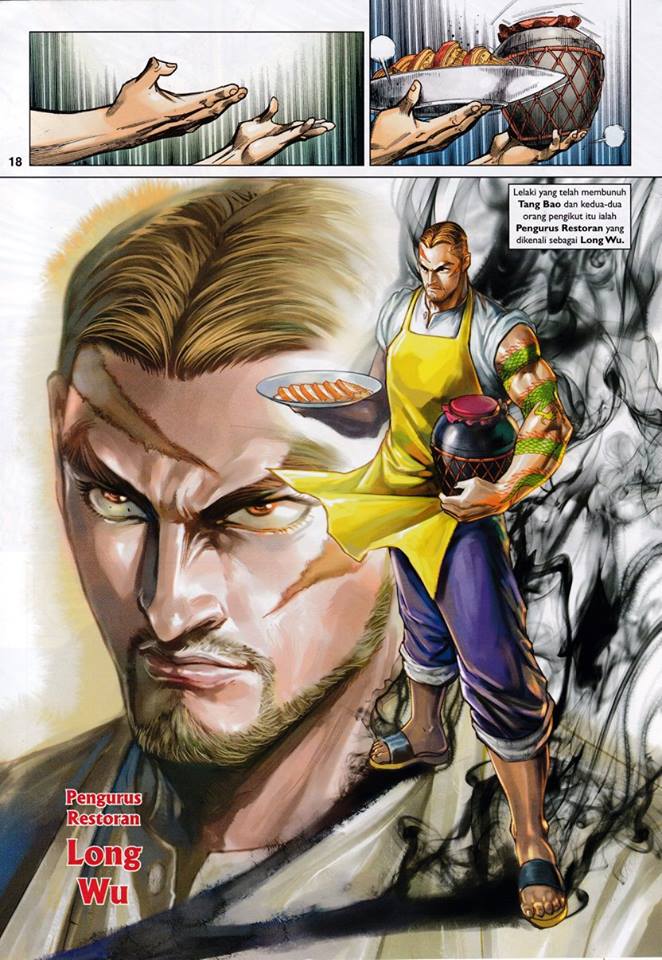 18
Lelaki yang telah membunuh
Tang Bao dan kedua-dua
orang pengikut itu ialah
Pengurus Restoran yang
dikenali sebagai Long Wu.
Pengurus
Restoran
Long
Wu